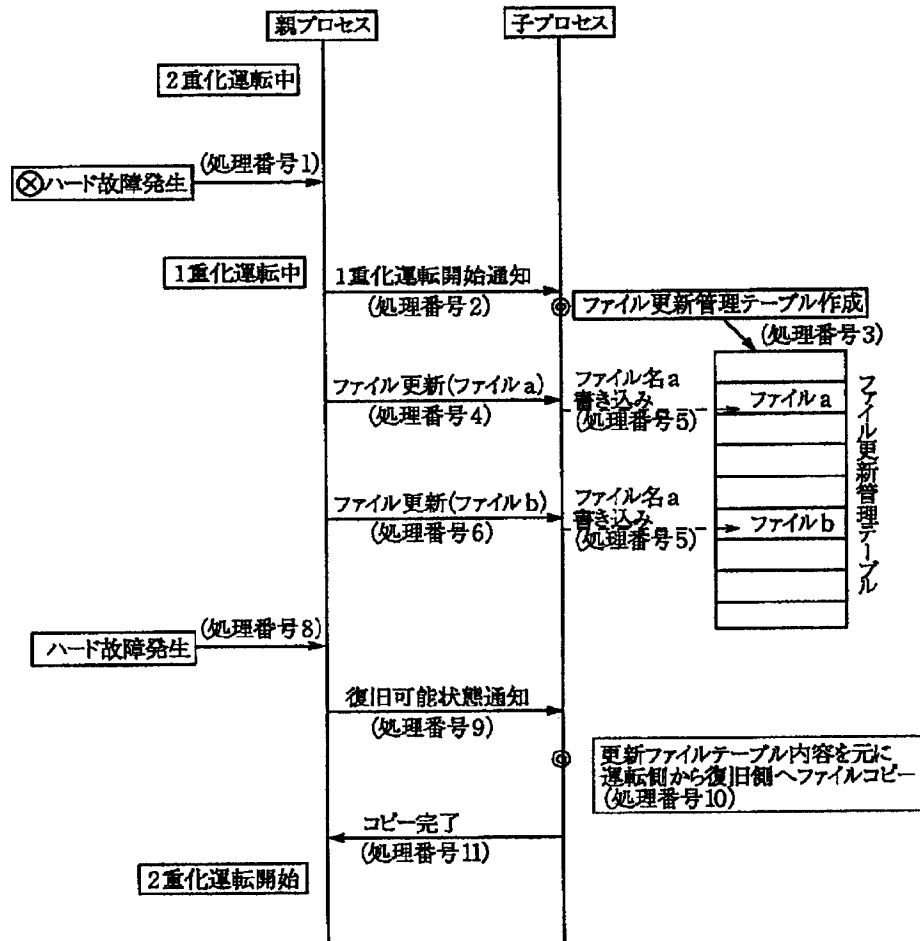 親プロセス
子プロセス
2重化運転中
(処理番号1)
ハード故障発生
1重化運転中
1重化運転開始通知
(処理番号2)
ファイル更新管理テーブル作成
(処理番号3)
ファイル更新(ファイルa)
(処理番号4)
ファイル名a
書き込み
(処理番号5)
ファイルa
ファイル更新管理テーブル
ファイル更新(ファイルb)
(処理番号6)
ファイル名a
書き込み
(処理番号5)
ファイルb
(処理番号8)
ハード故障発生
復旧可能状態通知
(処理番号9)
更新ファイルテーブル内容を元に
運転側から復旧側へファイルコピー
(処理番号10)
コピー完了
(処理番号11)
2重化運転開始